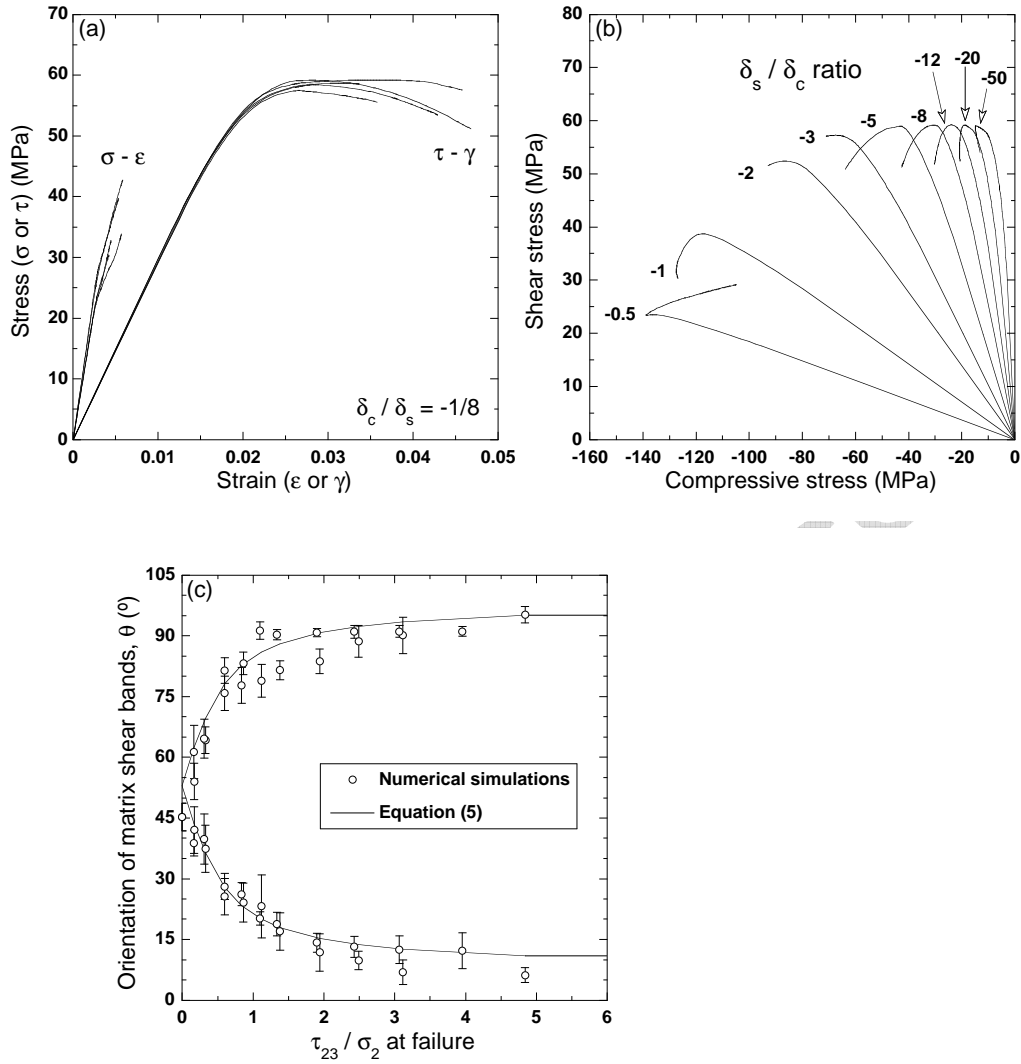 (a)
Stress (σ or τ) (MPa)
80
70
60
50
40
30
20
10
0
σ - ε
τ - γ
δc / δs = -1/8
0 0.01 0.02 0.03 0.04 0.05
Strain (ε or γ)
(b)
Shear stress (MPa)
80
70
60
50
40
30
20
10
0
δs / δc ratio
-12
-20
-50
-8
-5
-3
-2
-1
-0.5
-160 -140 -120 -100 -80 -60 -40 -20 0
Compressive stress (MPa)
(c)
Orientation of matrix shear bands, θ (º)
105
90
75
60
45
30
15
0
Numerical simulations
Equation (5)
0 1 2 3 4 5 6
τ23 / σ2 at failure